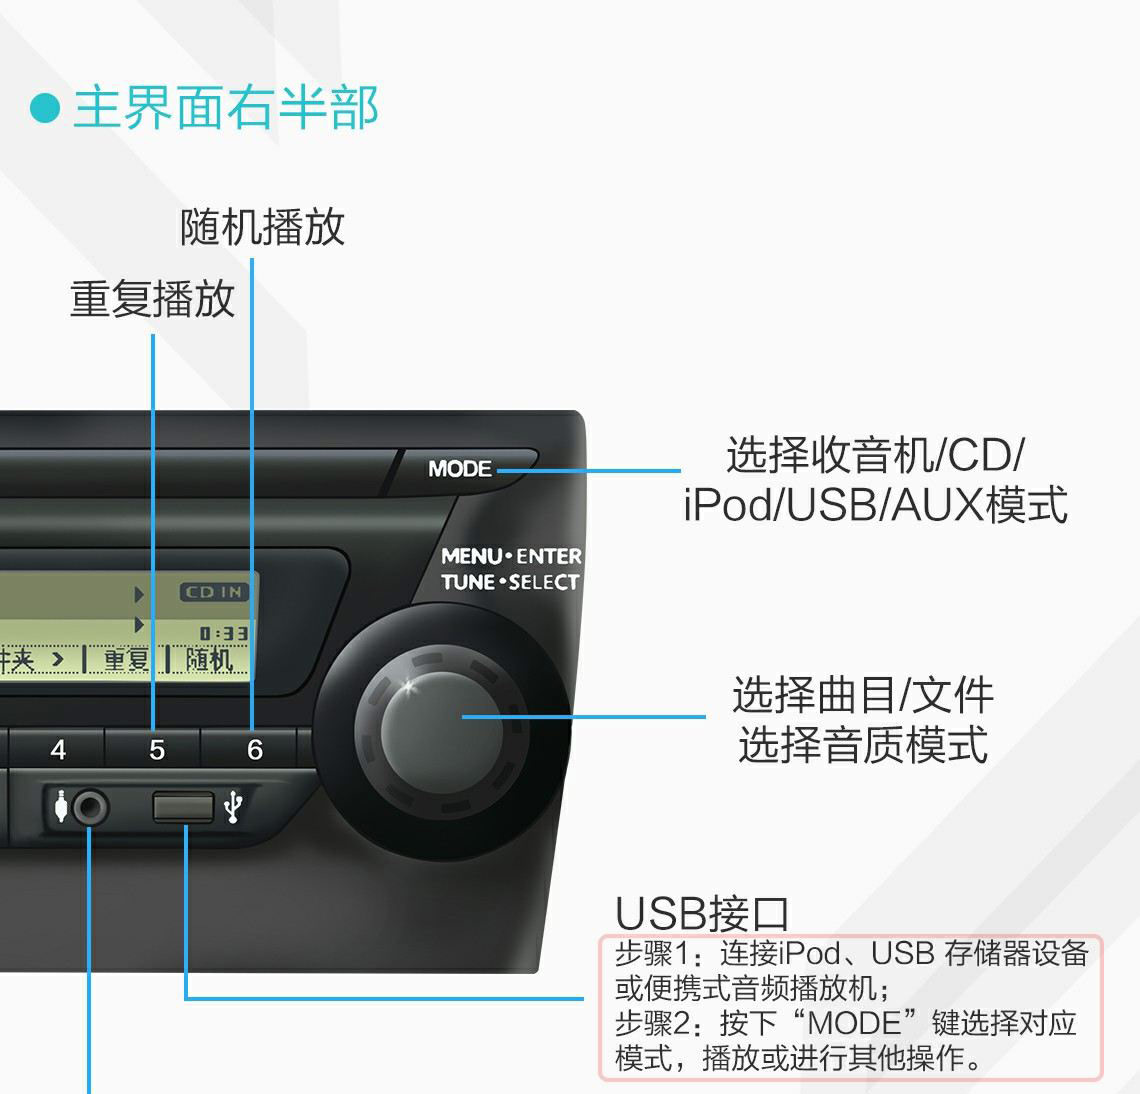 主界面右半部
随机播放
重复播放
MODE
选择收音机/CD/
iPod/USB/AUX模式
MENU•ENTER
TUNE•SELECT
CD IN
0:33
件夹 > | 重复 | 随机
选择曲目/文件
选择音质模式
4 5 6
USB接口
步骤1：连接iPod、USB 存储器设备
或便携式音频播放机；
步骤2：按下“MODE”键选择对应
模式，播放或进行其他操作。